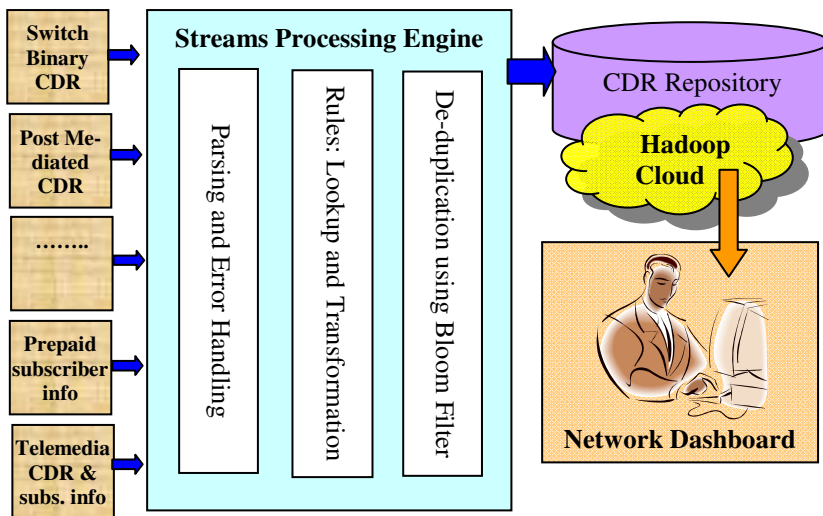 Switch
Binary
CDR
Post Me-
diated
CDR
……..
Prepaid
subscriber
info
Telemedia
CDR &
subs. info
Streams Processing Engine
Parsing and Error Handling
Rules: Lookup and Transformation
De-duplication using Bloom Filter
CDR Repository
Hadoop
Cloud
Network Dashboard